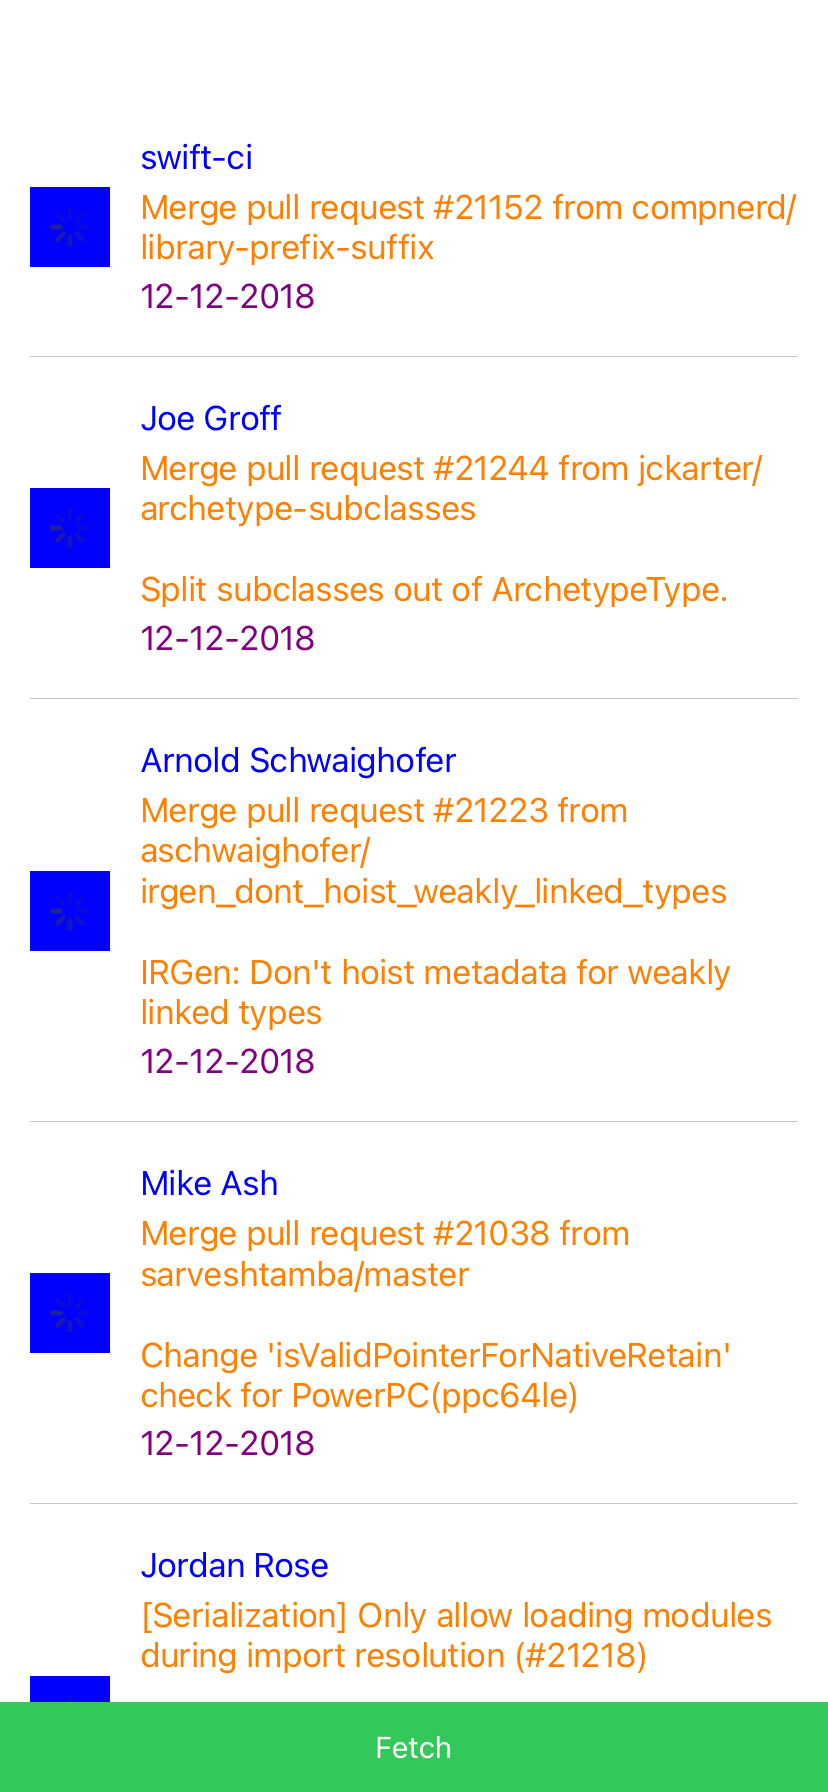 swift-ci
Merge pull request #21152 from compnerd/
library-prefix-suffix
12-12-2018
Joe Groff
Merge pull request #21244 from jckarter/
archetype-subclasses
Split subclasses out of ArchetypeType.
12-12-2018
Arnold Schwaighofer
Merge pull request #21223 from
aschwaighofer/
irgen_dont_hoist_weakly_linked_types
IRGen: Don't hoist metadata for weakly
linked types
12-12-2018
Mike Ash
Merge pull request #21038 from
sarveshtamba/master
Change 'isValidPointerForNativeRetain'
check for PowerPC(ppc64le)
12-12-2018
Jordan Rose
[Serialization] Only allow loading modules
during import resolution (#21218)
Fetch